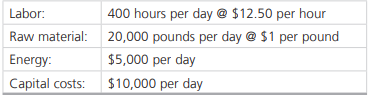 Labor: 400 hours per day @ $12.50 per hour
Raw material: 20,000 pounds per day @ $1 per pound
Energy: $5,000 per day
Capital costs: $10,000 per day